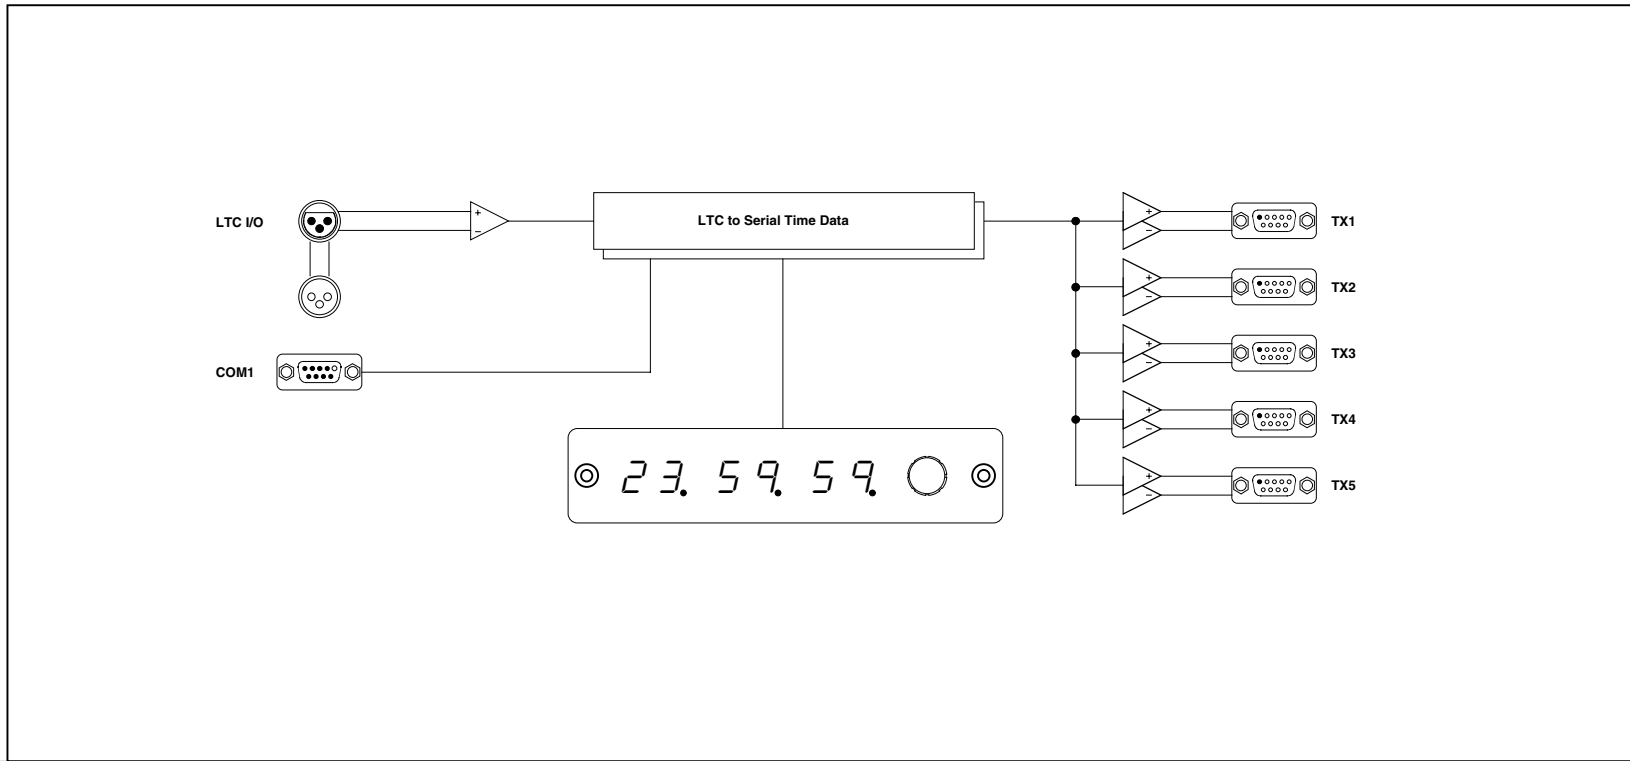 LTC I/O
+
−
LTC to Serial Time Data
+
−
TX1
+
−
TX2
COM1
+
−
TX3
+
−
TX4
23. 59. 59.
+
−
TX5